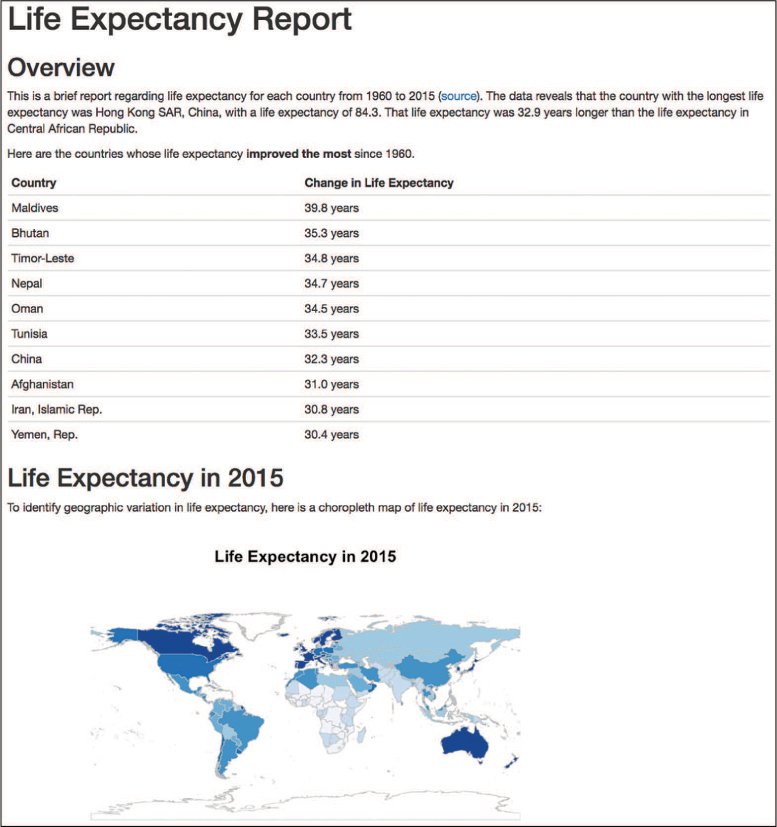 Life Expectancy Report
Overview
This is a brief report regarding life expectancy for each country from 1960 to 2015 (source). The data reveals that the country with the longest life
expectancy was Hong Kong SAR, China, with a life expectancy of 84.3. That life expectancy was 32.9 years longer than the life expectancy in
Central African Republic.
Here are the countries whose life expectancy improved the most since 1960.
Country Change in Life Expectancy
Maldives 39.8 years
Bhutan 35.3 years
Timor-Leste 34.8 years
Nepal 34.7 years
Oman 34.5 years
Tunisia 33.5 years
China 32.3 years
Afghanistan 31.0 years
Iran, Islamic Rep. 30.8 years
Yemen, Rep. 30.4 years
Life Expectancy in 2015
To identify geographic variation in life expectancy, here is a choropleth map of life expectancy in 2015:
Life Expectancy in 2015